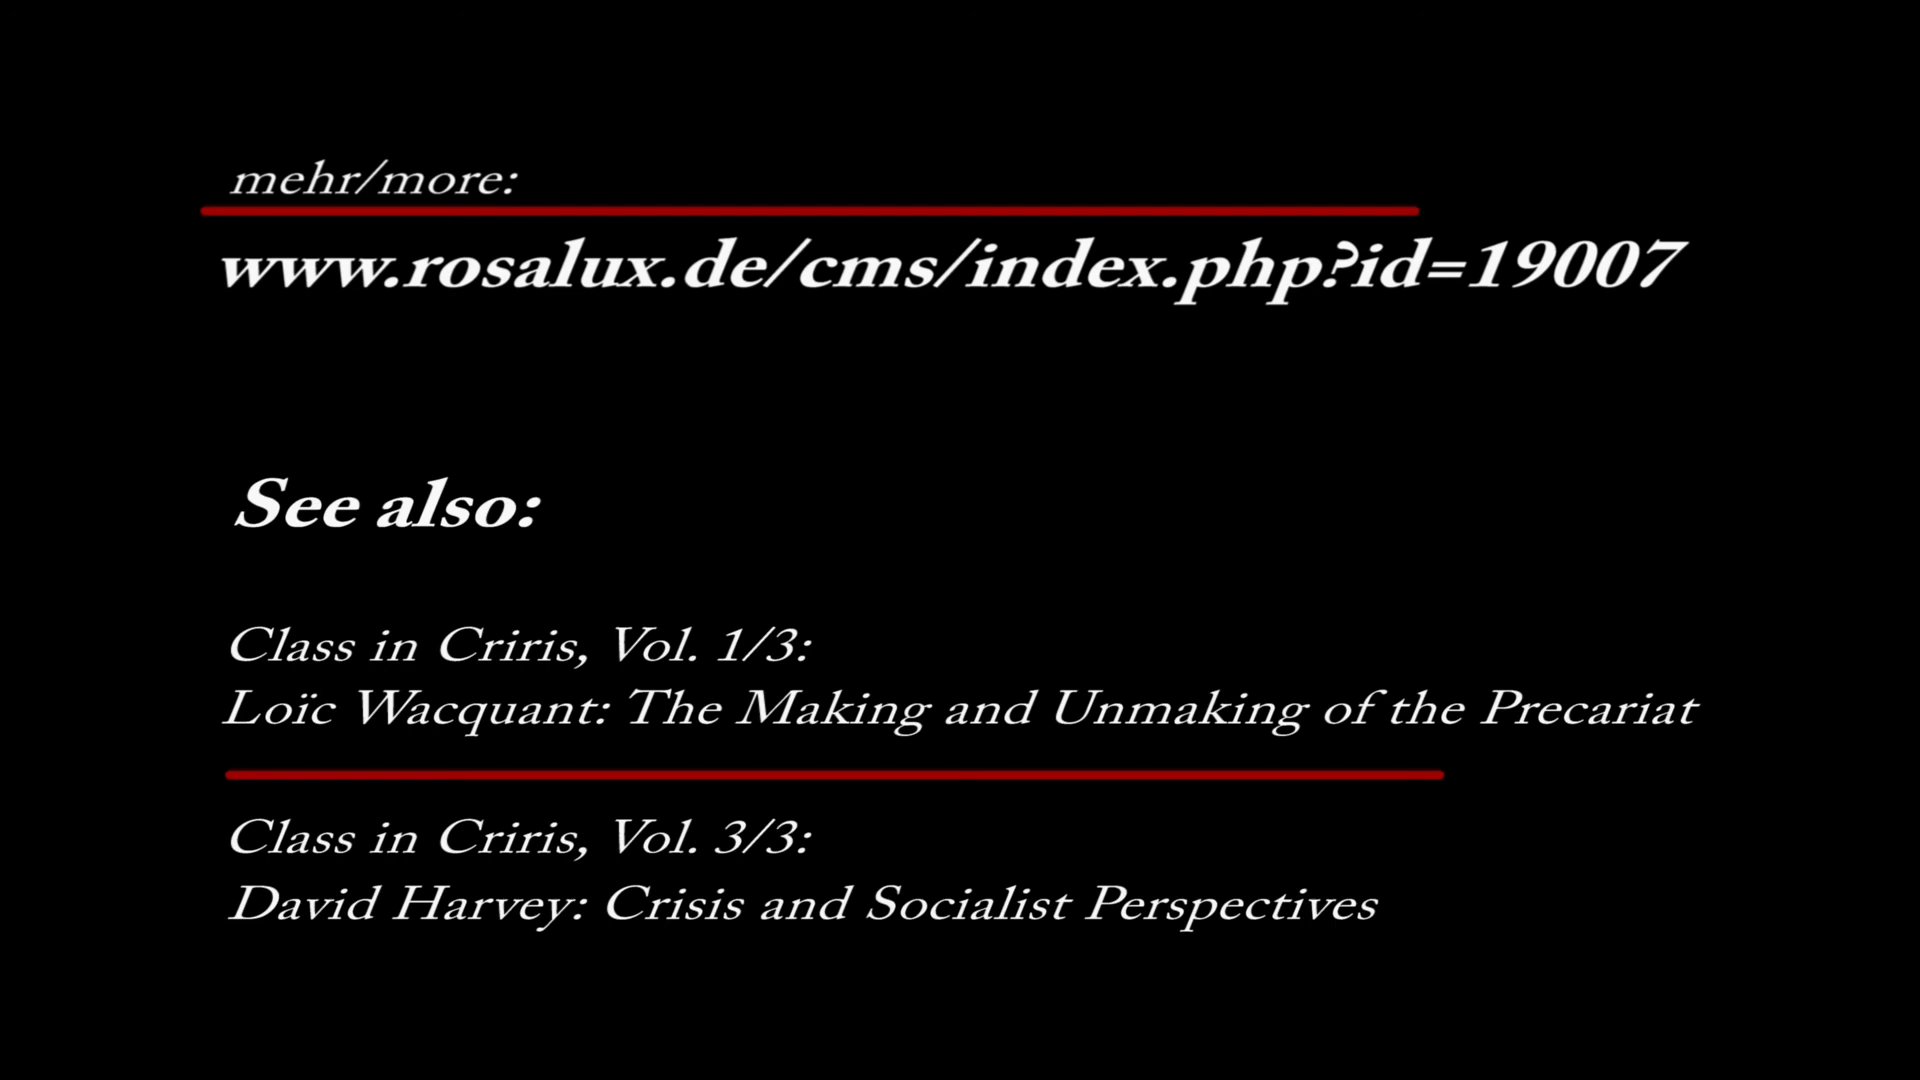 mehr/more:
www.rosalux.de/cms/index.php?id=19007
See also:
Class in Criris, Vol. 1/3:
Loïc Wacquant: The Making and Unmaking of the Precariat
Class in Criris, Vol. 3/3:
David Harvey: Crisis and Socialist Perspectives